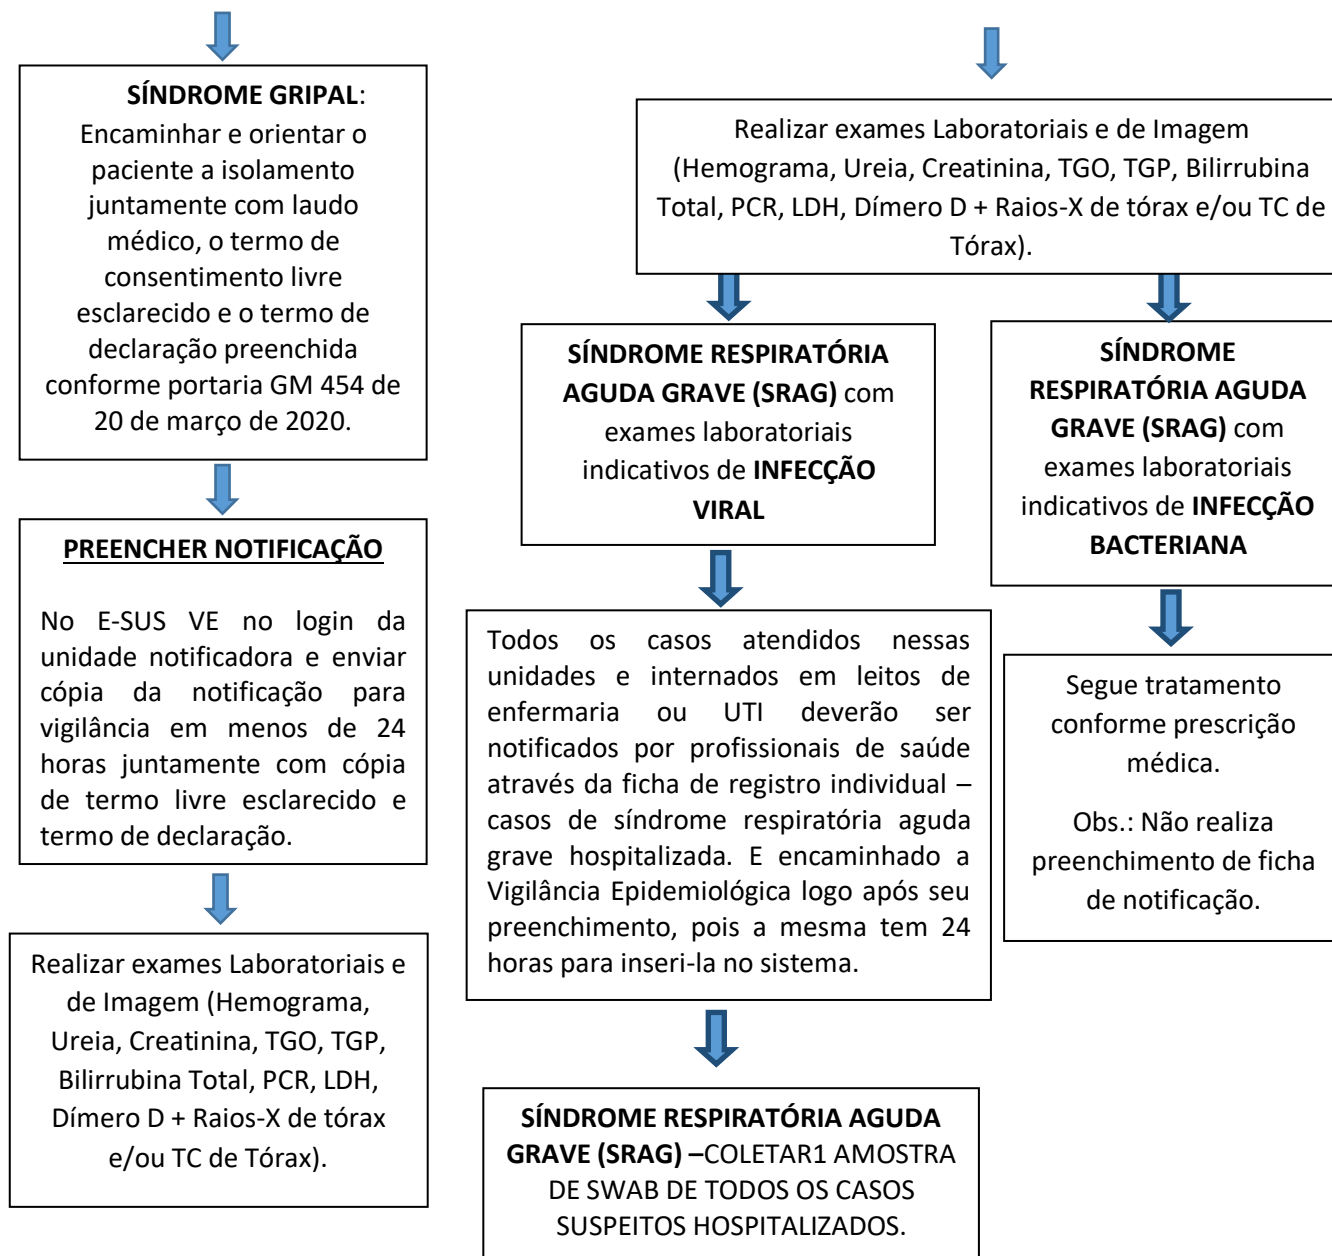 SÍNDROME GRIPAL:
Encaminhar e orientar o
paciente a isolamento
juntamente com laudo
médico, o termo de
consentimento livre
esclarecido e o termo de
declaração preenchida
conforme portaria GM 454 de
20 de março de 2020.
PREENCHER NOTIFICAÇÃO
No E-SUS VE no login da
unidade notificadora e enviar
cópia da notificação para
vigilância em menos de 24
horas juntamente com cópia
de termo livre esclarecido e
termo de declaração.
Realizar exames Laboratoriais e
de Imagem (Hemograma,
Ureia, Creatinina, TGO, TGP,
Bilirrubina Total, PCR, LDH,
Dímero D + Raios-X de tórax
e/ou TC de Tórax).
Realizar exames Laboratoriais e de Imagem
(Hemograma, Ureia, Creatinina, TGO, TGP, Bilirrubina
Total, PCR, LDH, Dímero D + Raios-X de tórax e/ou TC de
Tórax).
SÍNDROME RESPIRATÓRIA
AGUDA GRAVE (SRAG) com
exames laboratoriais
indicativos de INFECÇÃO
VIRAL
Todos os casos atendidos nessas
unidades e internados em leitos de
enfermaria ou UTI deverão ser
notificados por profissionais de saúde
através da ficha de registro individual –
casos de síndrome respiratória aguda
grave hospitalizada. E encaminhado a
Vigilância Epidemiológica logo após seu
preenchimento, pois a mesma tem 24
horas para inseri-la no sistema.
SÍNDROME RESPIRATÓRIA AGUDA
GRAVE (SRAG) –COLETAR1 AMOSTRA
DE SWAB DE TODOS OS CASOS
SUSPEITOS HOSPITALIZADOS.
SÍNDROME
RESPIRATÓRIA AGUDA
GRAVE (SRAG) com
exames laboratoriais
indicativos de INFECÇÃO
BACTERIANA
Segue tratamento
conforme prescrição
médica.
Obs.: Não realiza
preenchimento de ficha
de notificação.